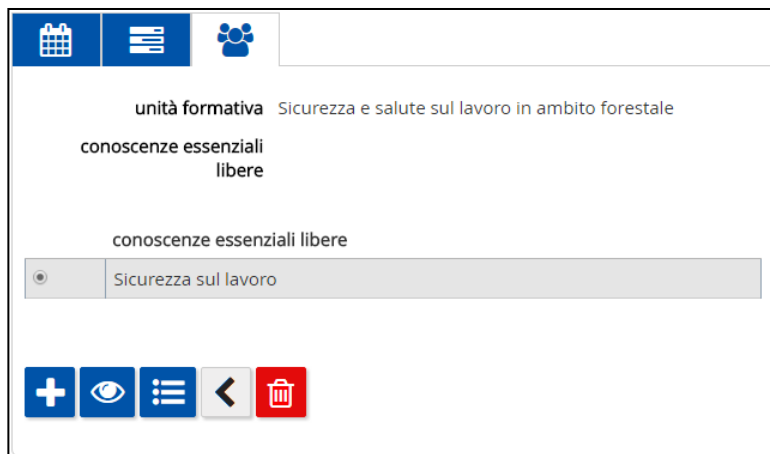 unità formativa Sicurezza e salute sul lavoro in ambito forestale
conoscenze essenziali
libere
conoscenze essenziali libere
Sicurezza sul lavoro